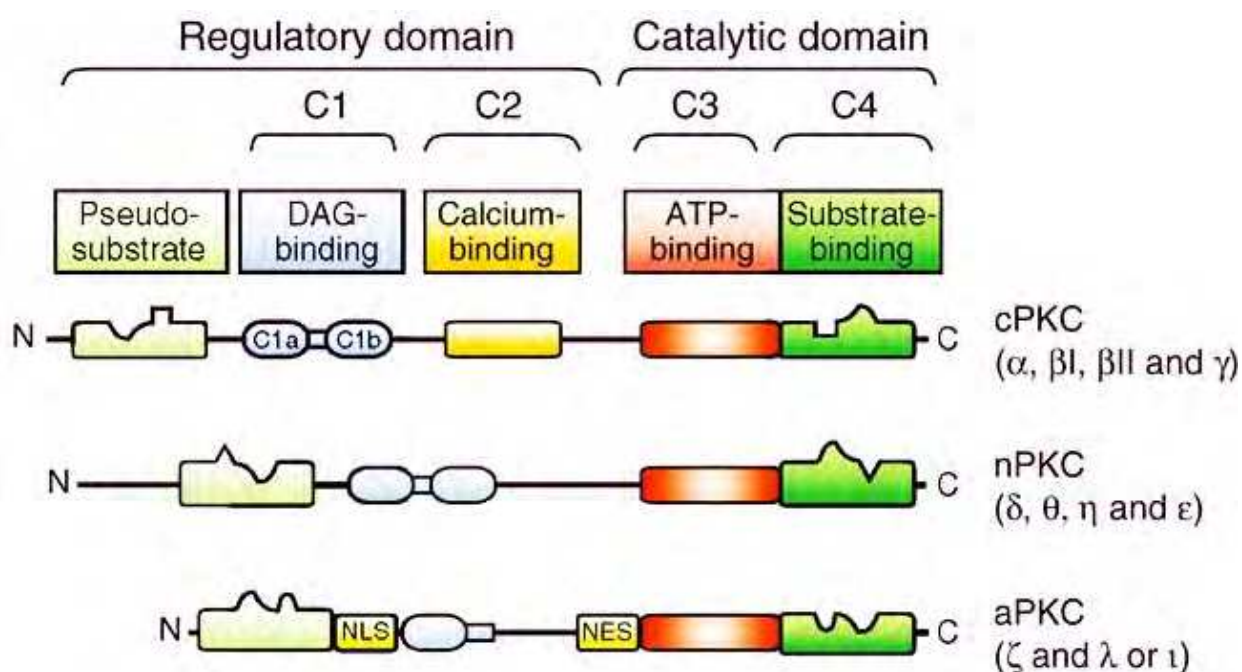 Regulatory domain
Catalytic domain
C1
C2
C3
C4
Pseudo-
substrate
DAG-
binding
Calcium-
binding
ATP-
binding
Substrate-
binding
N
C1a
C1b
C
cPKC
(α, βI, βII and γ)
N
C
nPKC
(δ, θ, η and ε)
N
NLS
NES
C
aPKC
(ζ and λ or ι)